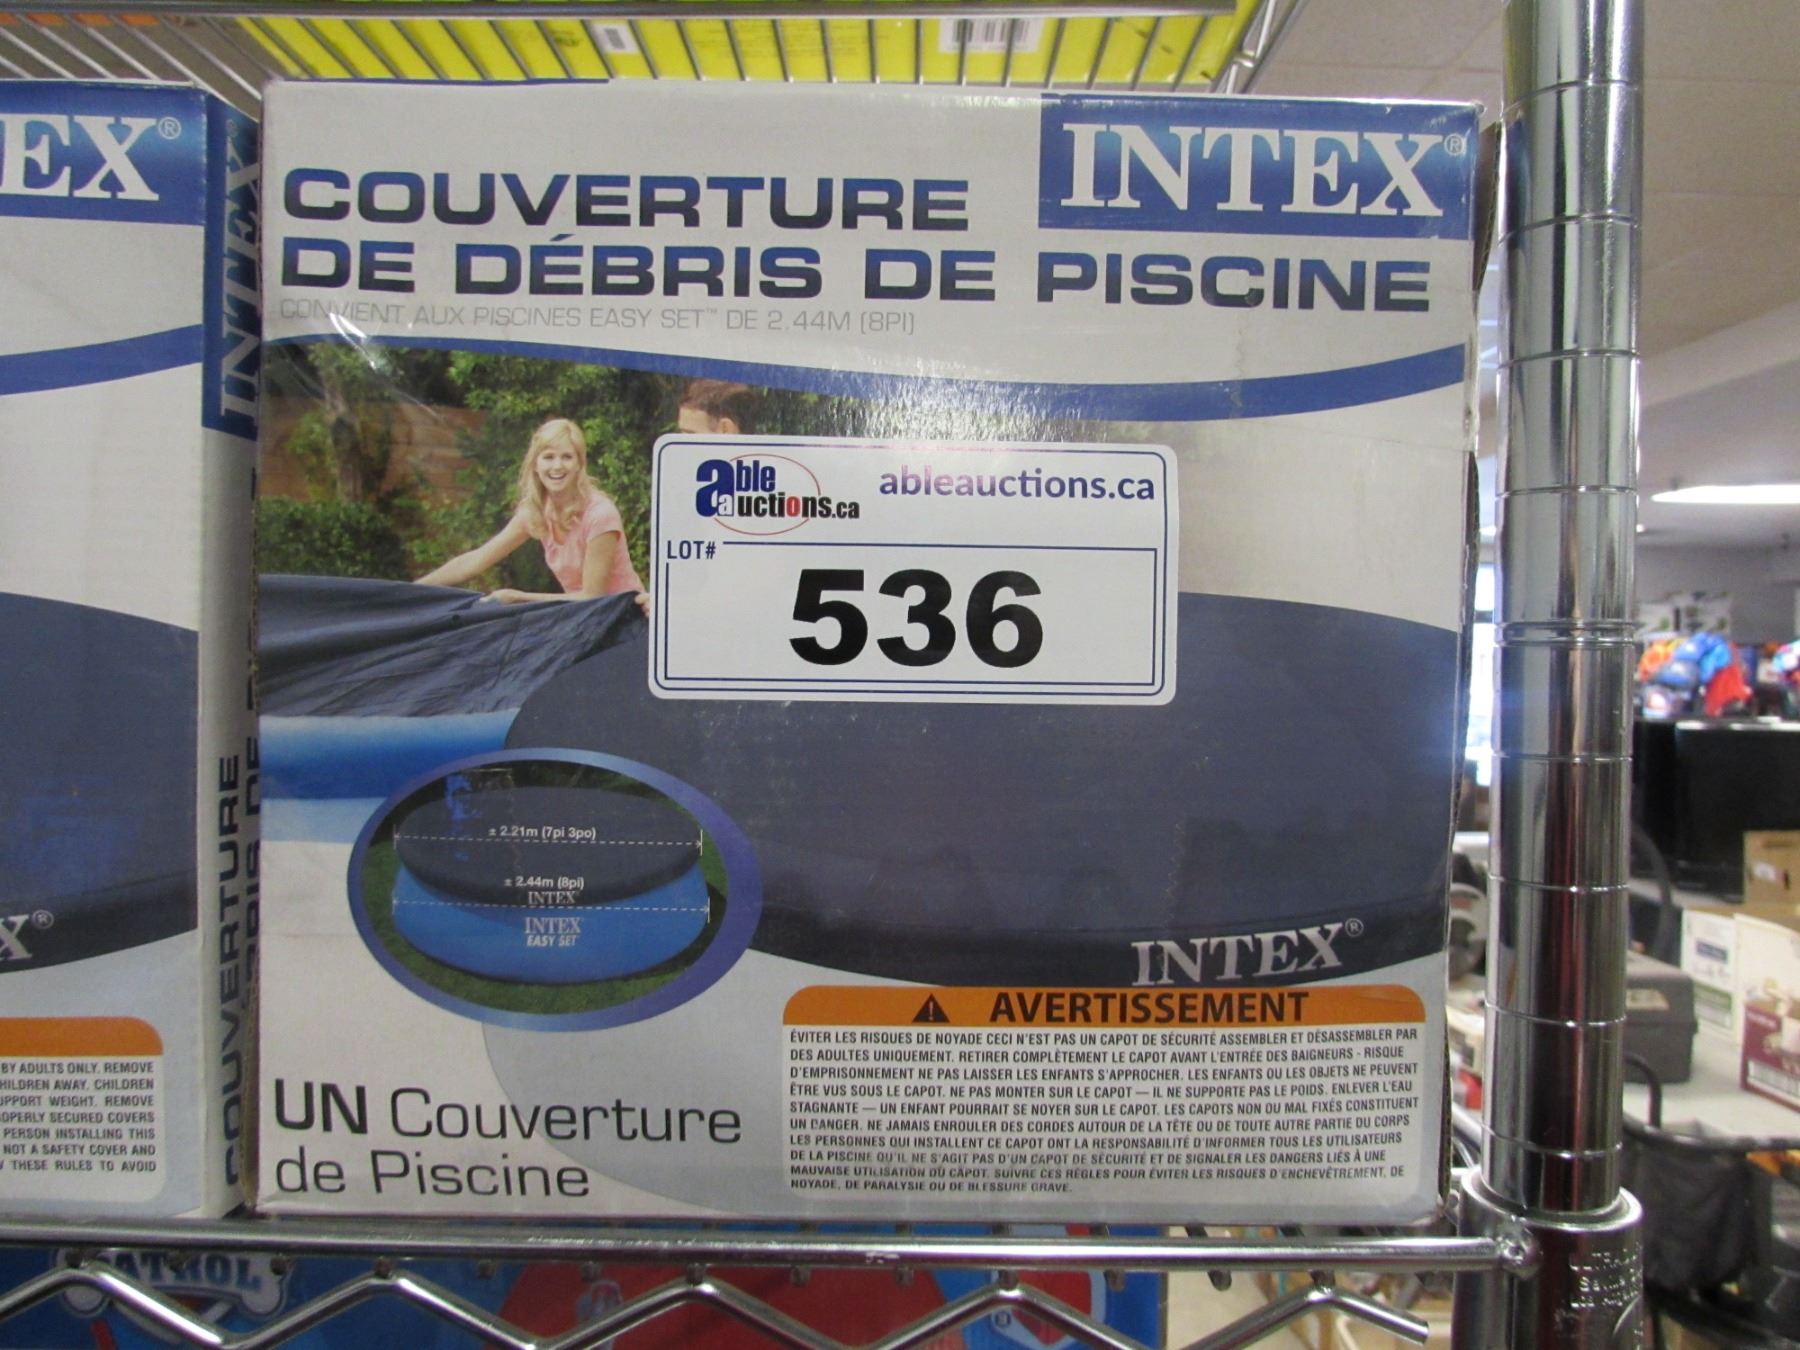 EX®
INTEX
COUVERTURE
BY ADULTS ONLY. REMOVE
HILDREN AWAY. CHILDREN
UPPORT WEIGHT. REMOVE
OPERLY SECURED COVERS
PERSON INSTALLING THIS
NOT A SAFETY COVER AND
THESE RULES TO AVOID
X®
INTEX®
COUVERTURE
DE DÉBRIS DE PISCINE
CONVIENT AUX PISCINES EASY SET™ DE 2.44M (8PI)
able auctions.ca
ableauctions.ca
LOT#
536
± 2.21m (7pi 3po)
± 2.44m (8pi)
INTEX
INTEX
EASY SET
INTEX®
UN Couverture
de Piscine
AVERTISSEMENT
ÉVITER LES RISQUES DE NOYADE CECI N'EST PAS UN CAPOT DE SÉCURITÉ ASSEMBLER ET DÉSASSEMBLER PAR
DES ADULTES UNIQUEMENT. RETIRER COMPLÈTEMENT LE CAPOT AVANT L'ENTRÉE DES BAIGNEURS - RISQUE
D'EMPRISONNEMENT NE PAS LAISSER LES ENFANTS S'APPROCHER. LES ENFANTS OU LES OBJETS NE PEUVENT
ÊTRE VUS SOUS LE CAPOT. NE PAS MONTER SUR LE CAPOT — IL NE SUPPORTE PAS LE POIDS. ENLEVER L'EAU
STAGNANTE — UN ENFANT POURRAIT SE NOYER SUR LE CAPOT. LES CAPOTS NON OU MAL FIXÉS CONSTITUENT
UN DANGER. NE JAMAIS ENROULER DES CORDES AUTOUR DE LA TÊTE OU DE TOUTE AUTRE PARTIE DU CORPS
LES PERSONNES QUI INSTALLENT CE CAPOT ONT LA RESPONSABILITÉ D'INFORMER TOUS LES UTILISATEURS
DE LA PISCINE QU'IL NE S'AGIT PAS D'UN CAPOT DE SÉCURITÉ ET DE SIGNALER LES DANGERS LIÉS À UNE
MAUVAISE UTILISATION DU CAPOT. SUIVRE CES RÈGLES POUR ÉVITER LES RISQUES D'ENCHEVÊTREMENT, DE
NOYADE, DE PARALYSIE OU DE BLESSURE GRAVE.
ATROL